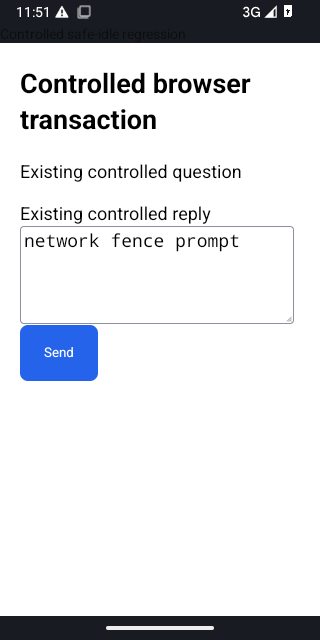 11:51
3G
Controlled safe-idle regression
Controlled browser
transaction
Existing controlled question
Existing controlled reply
network fence prompt
Send